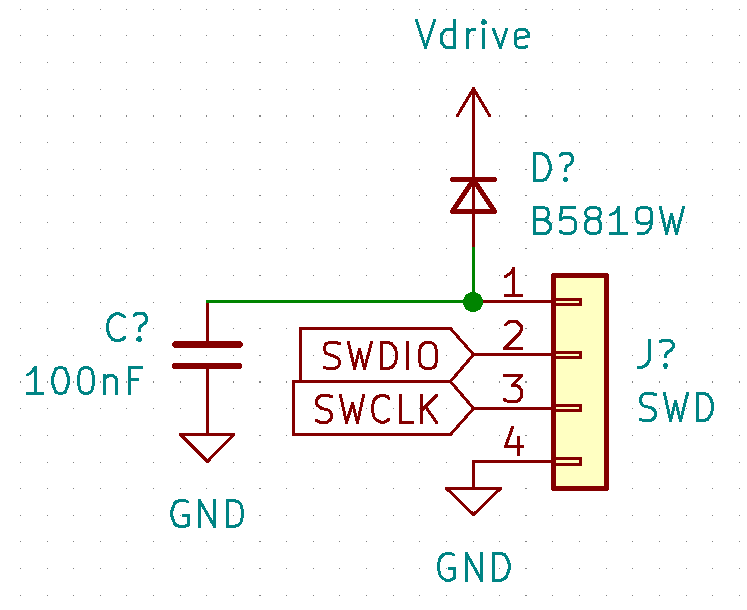 Vdrive
D?
B5819W
1
C?
100nF
2
SWDIO
J?
SWD
3
SWCLK
4
GND
GND